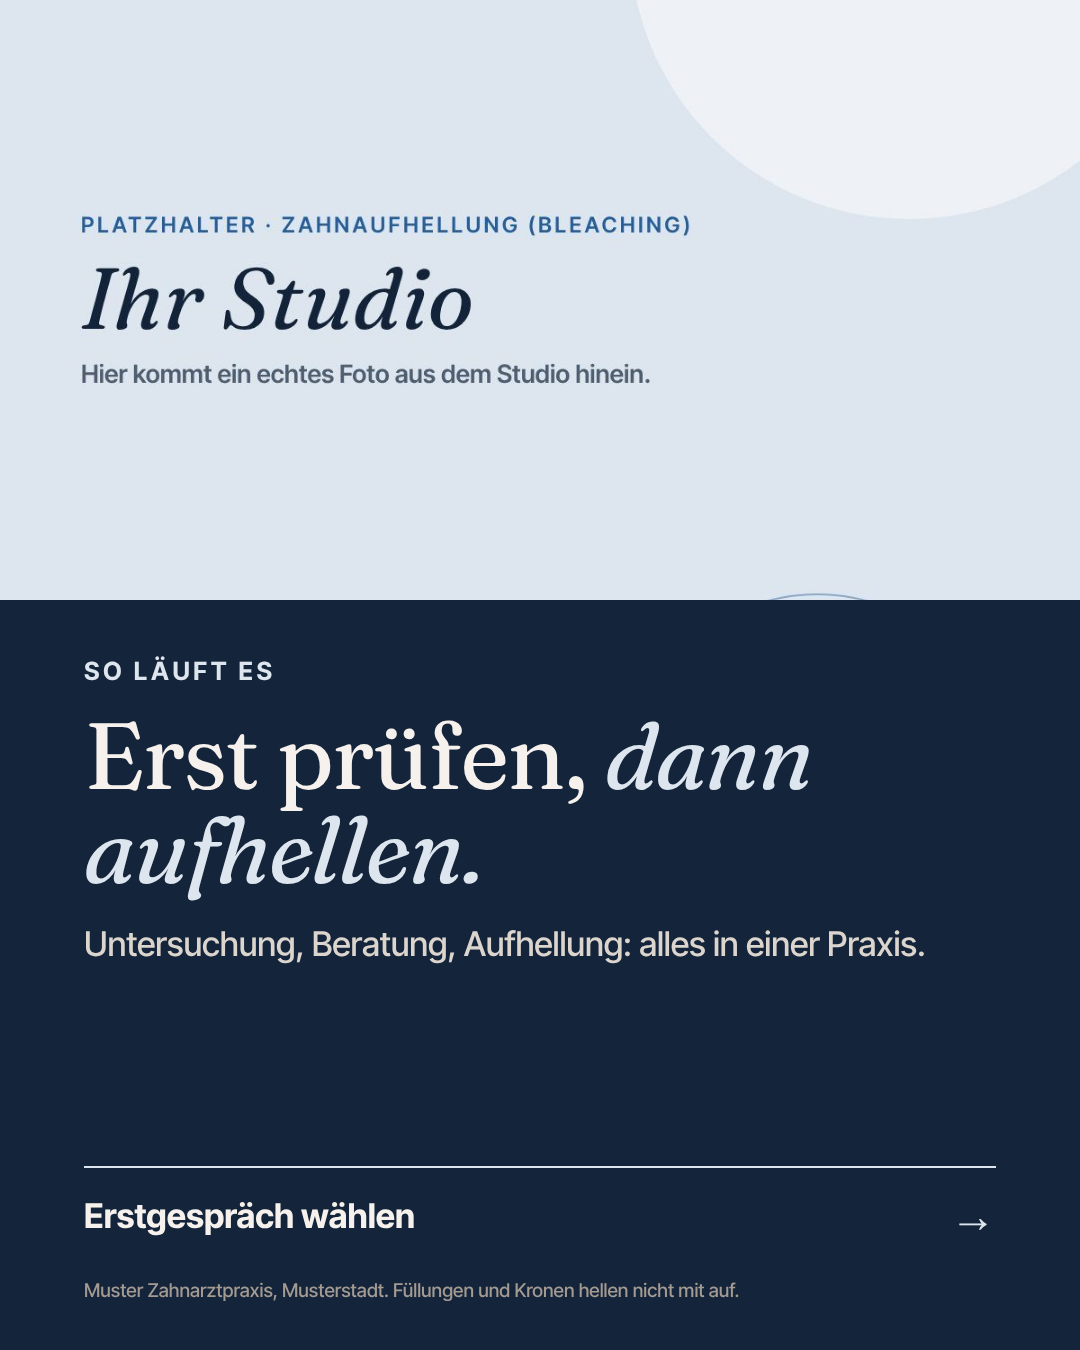 PLATZHALTER · ZAHNAUFHELLUNG (BLEACHING)
Ihr Studio
Hier kommt ein echtes Foto aus dem Studio hinein.
SO LÄUFT ES
Erst prüfen, dann
aufhellen.
Untersuchung, Beratung, Aufhellung: alles in einer Praxis.
Erstgespräch wählen →
Muster Zahnarztpraxis, Musterstadt. Füllungen und Kronen hellen nicht mit auf.